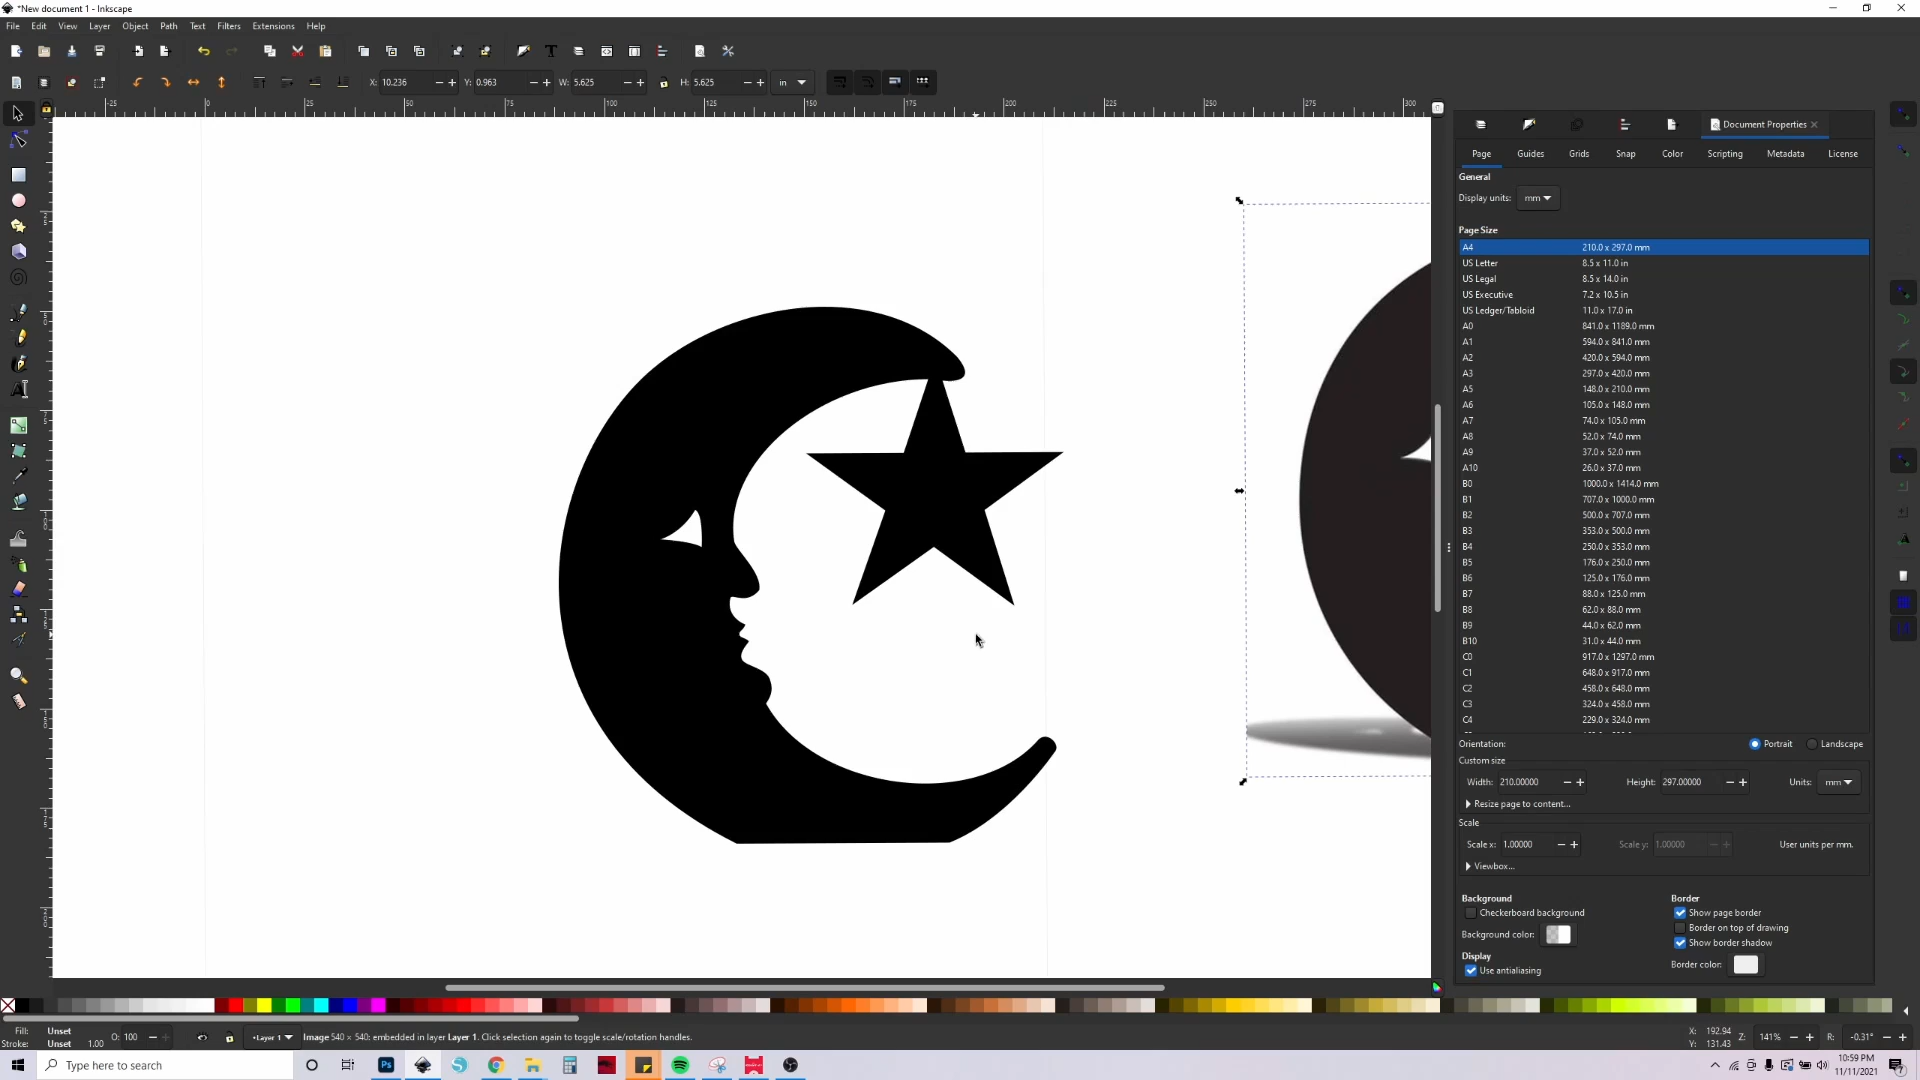 *New document 1 - Inkscape
File Edit View Layer Object Path Text Filters Extensions Help
X: 10.236 Y: 0.963 W: 5.625 H: 5.625 in
-25 0 25 50 75 100 125 150 175 200 225 250 275 300
Document Properties
Page Guides Grids Snap Color Scripting Metadata License
General
Display units: mm
Page Size
A4 210.0 x 297.0 mm
US Letter 8.5 x 11.0 in
US Legal 8.5 x 14.0 in
US Executive 7.2 x 10.5 in
US Ledger/Tabloid 11.0 x 17.0 in
A0 841.0 x 1189.0 mm
A1 594.0 x 841.0 mm
A2 420.0 x 594.0 mm
A3 297.0 x 420.0 mm
A5 148.0 x 210.0 mm
A6 105.0 x 148.0 mm
A7 74.0 x 105.0 mm
A8 52.0 x 74.0 mm
A9 37.0 x 52.0 mm
A10 26.0 x 37.0 mm
B0 1000.0 x 1414.0 mm
B1 707.0 x 1000.0 mm
B2 500.0 x 707.0 mm
B3 353.0 x 500.0 mm
B4 250.0 x 353.0 mm
B5 176.0 x 250.0 mm
B6 125.0 x 176.0 mm
B7 88.0 x 125.0 mm
B8 62.0 x 88.0 mm
B9 44.0 x 62.0 mm
B10 31.0 x 44.0 mm
C0 917.0 x 1297.0 mm
C1 648.0 x 917.0 mm
C2 458.0 x 648.0 mm
C3 324.0 x 458.0 mm
C4 229.0 x 324.0 mm
Orientation: Portrait Landscape
Custom size
Width: 210.00000 Height: 297.00000 Units: mm
Resize page to content...
Scale
Scale x: 1.00000 Scale y: 1.00000 User units per mm.
Viewbox...
Background Border
Checkerboard background Show page border
Border on top of drawing
Background color: Show border shadow
Display
Use antialiasing Border color:
Fill: Unset O: 100 Layer 1 Image 540 × 540: embedded in layer Layer 1. Click selection again to toggle scale/rotation handles. X: 192.94 Z: 141% R: -0.31°
Stroke: Unset 1.00 Y: 131.43
Type here to search
Ps
10:59 PM
11/11/2021